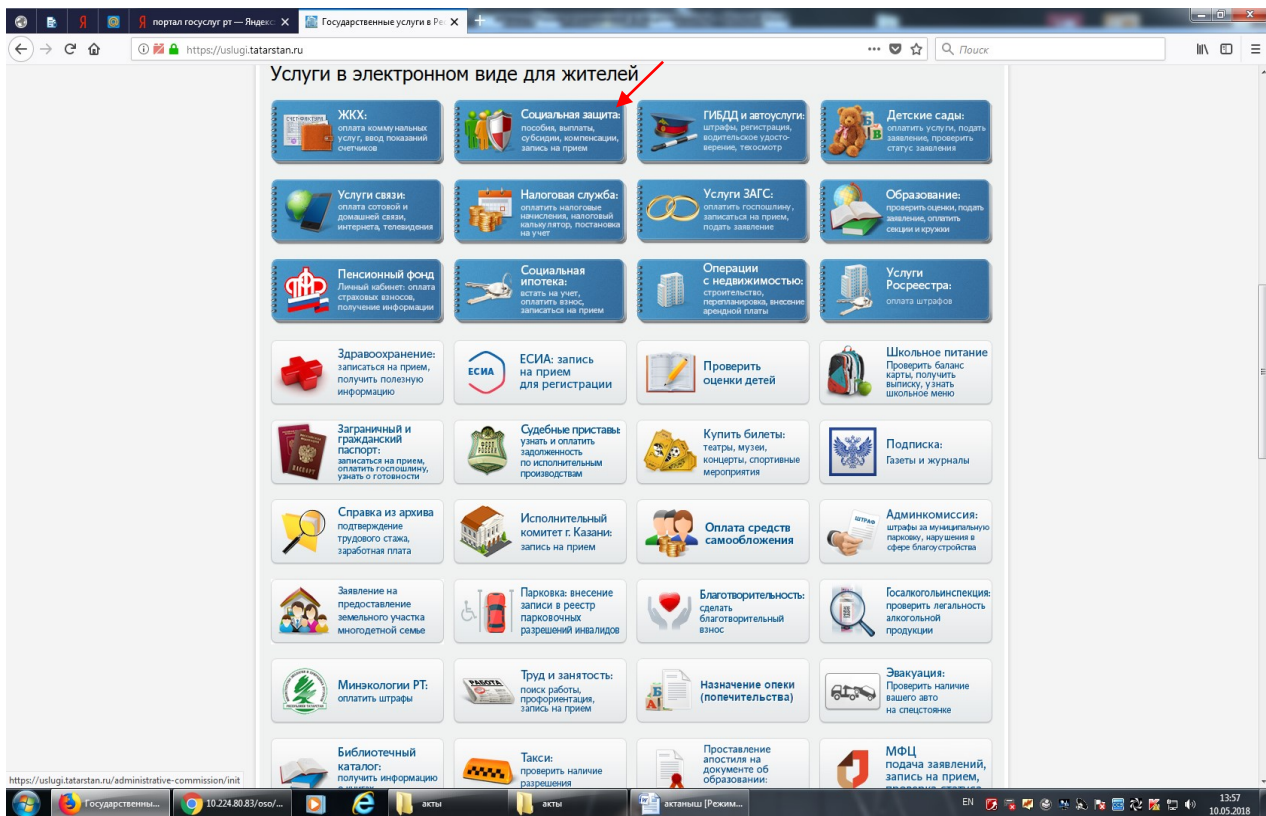 портал госуслуг рт — Яндекс
Государственные услуги в Рес
https://uslugi.tatarstan.ru
Поиск
Услуги в электронном виде для жителей
ЖКХ:
оплата коммунальных
услуг, ввод показаний
счетчиков
Социальная защита:
пособия, выплаты,
субсидии, компенсации,
запись на прием
ГИБДД и автоуслуги:
штрафы, регистрация,
водительское удосто-
верение, техосмотр
Детские сады:
оплатить услуги, подать
заявление, проверить
статус заявления
Услуги связи:
оплата сотовой и
домашней связи,
интернета, телевидения
Налоговая служба:
оплатить налоговые
начисления, налоговый
калькулятор, постановка
на учет
Услуги ЗАГС:
оплатить госпошлину,
записаться на прием,
подать заявление
Образование:
проверить оценки, подать
заявление, оплатить
секции и кружки
Пенсионный фонд
Личный кабинет: оплата
страховых взносов,
получение информации
Социальная
ипотека:
встать на учет,
оплатить взнос,
записаться на прием
Операции
с недвижимостью:
строительство,
перепланировка, внесение
арендной платы
Услуги
Росреестра:
оплата штрафов
Здравоохранение:
записаться на прием,
получить полезную
информацию
ЕСИА
ЕСИА: запись
на прием
для регистрации
Проверить
оценки детей
Школьное питание
Проверить баланс
карты, получить
выписку, узнать
школьное меню
Заграничный и
гражданский
паспорт:
записаться на прием,
оплатить госпошлину,
узнать о готовности
Судебные приставы:
узнать и оплатить
задолженность
по исполнительным
производствам
Купить билеты:
театры, музеи,
концерты, спортивные
мероприятия
Подписка:
Газеты и журналы
Справка из архива
подтверждение
трудового стажа,
заработная плата
Исполнительный
комитет г. Казани:
запись на прием
Оплата средств
самообложения
ШТРАФ
Админкомиссия:
штрафы за муниципальную
парковку, нарушения в
сфере благоустройства
Заявление на
предоставление
земельного участка
многодетной семье
Парковка: внесение
записи в реестр
парковочных
разрешений инвалидов
Благотворительность:
сделать
благотворительный
взнос
Госалкогольинспекция:
проверить легальность
алкогольной
продукции
Минэкологии РТ:
оплатить штрафы
РАБОТА
Труд и занятость:
поиск работы,
профориентация,
запись на прием
Назначение опеки
(попечительства)
Эвакуация:
Проверить наличие
вашего авто
на спецстоянке
Библиотечный
каталог:
получить информацию
Такси:
проверить наличие
разрешения
Проставление
апостиля на
документе об
образовании:
МФЦ
подача заявлений,
запись на прием,
https://uslugi.tatarstan.ru/administrative-commission/init
Государственны...
10.224.80.83/oso/...
акты
акты
актаныш [Режим...
EN
13:57
10.05.2018